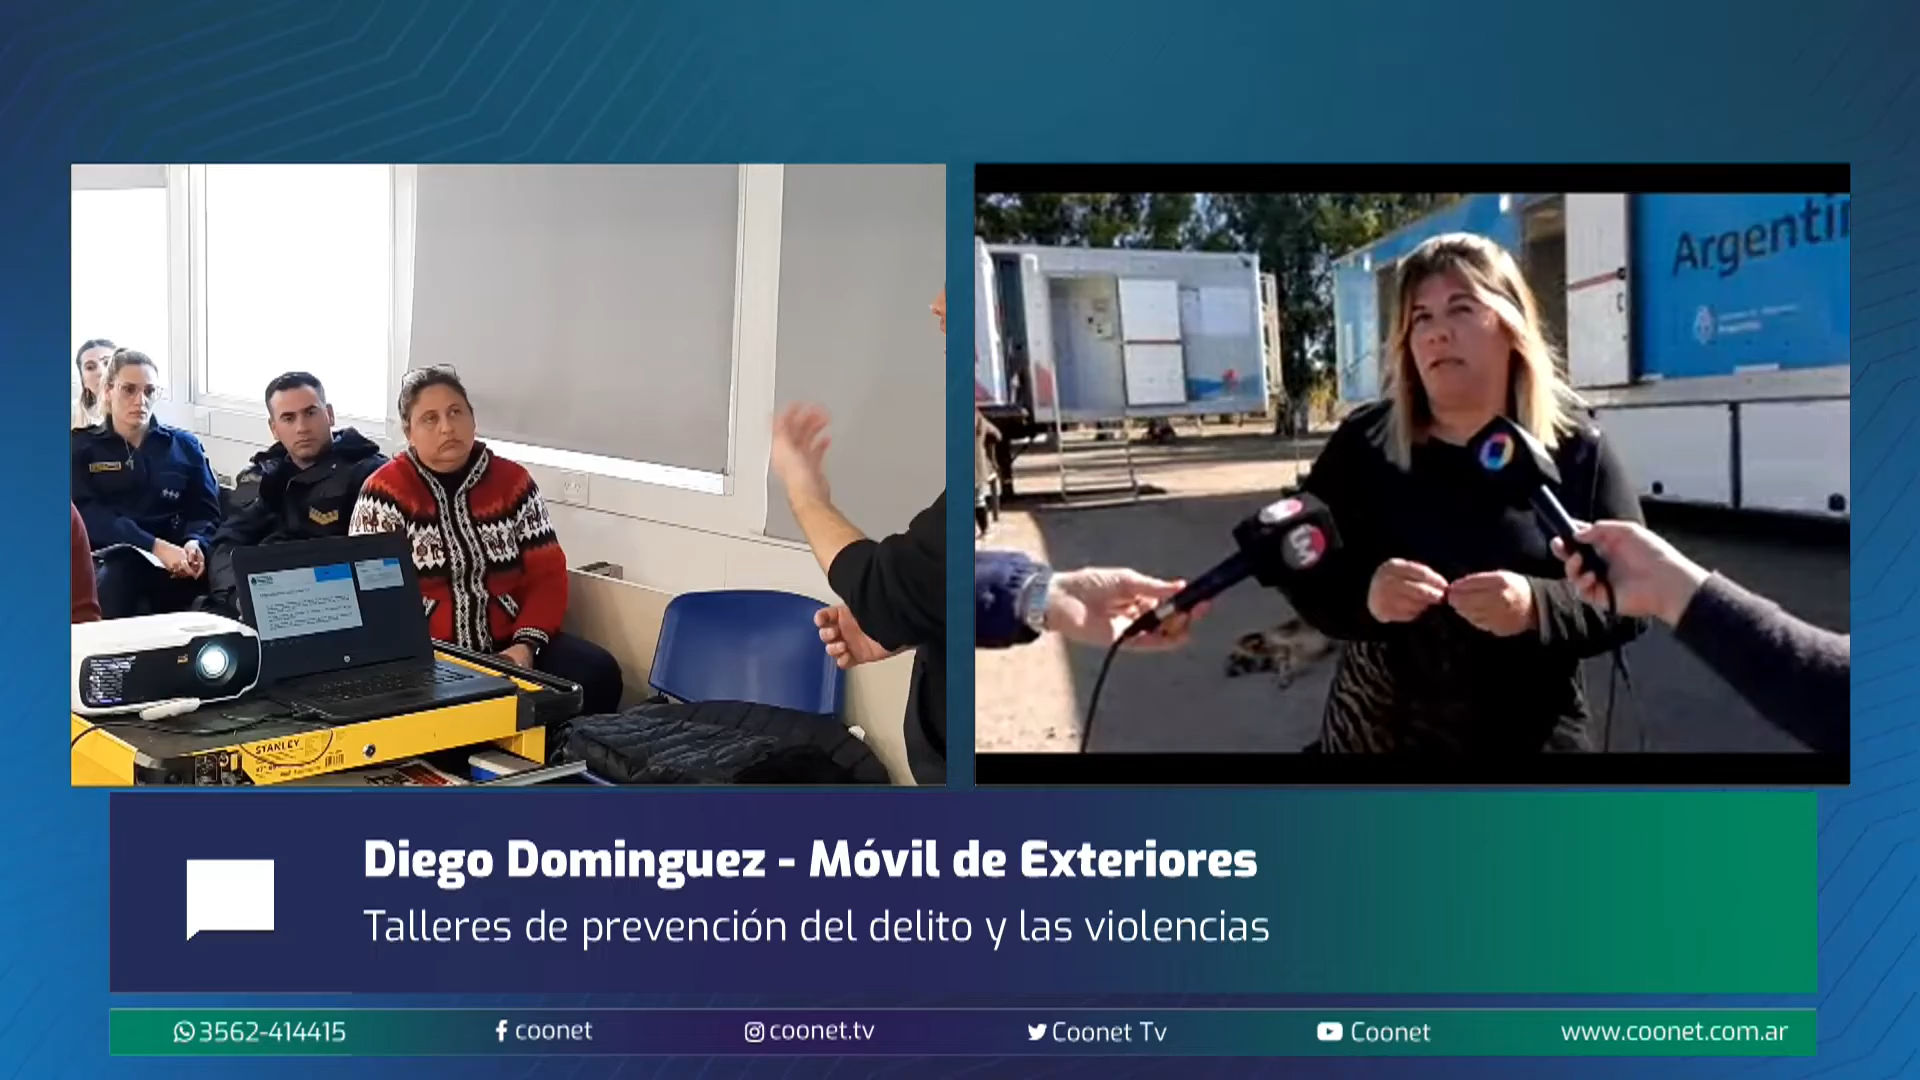 Argenti
STANLEY
Diego Dominguez - Móvil de Exteriores
Talleres de prevención del delito y las violencias
3562-414415
coonet
coonet.tv
Coonet Tv
Coonet
www.coonet.com.ar